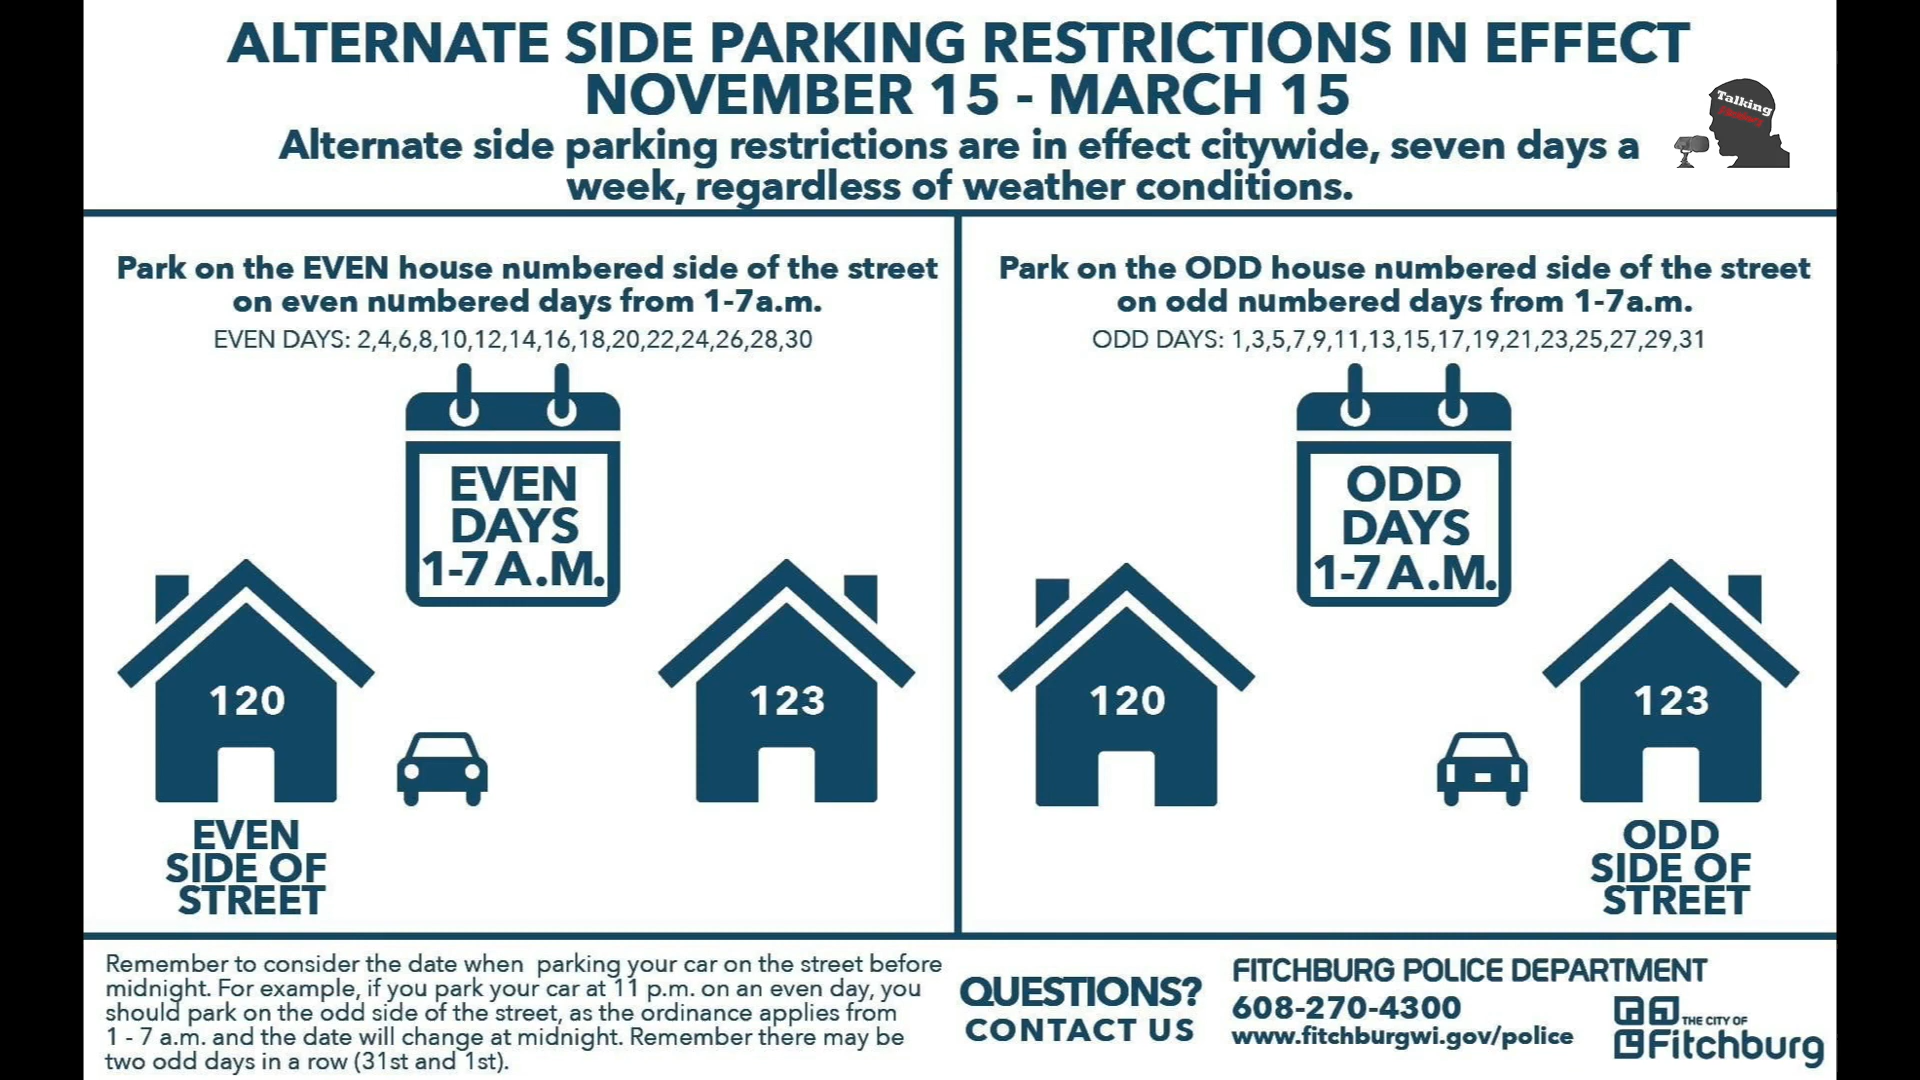 ALTERNATE SIDE PARKING RESTRICTIONS IN EFFECT
NOVEMBER 15 - MARCH 15
Alternate side parking restrictions are in effect citywide, seven days a
week, regardless of weather conditions.
Talking
Fitchburg
Park on the EVEN house numbered side of the street
on even numbered days from 1-7a.m.
EVEN DAYS: 2,4,6,8,10,12,14,16,18,20,22,24,26,28,30
EVEN
DAYS
1-7 A.M.
120
123
EVEN
SIDE OF
STREET
Park on the ODD house numbered side of the street
on odd numbered days from 1-7a.m.
ODD DAYS: 1,3,5,7,9,11,13,15,17,19,21,23,25,27,29,31
ODD
DAYS
1-7 A.M.
120
123
ODD
SIDE OF
STREET
Remember to consider the date when parking your car on the street before
midnight. For example, if you park your car at 11 p.m. on an even day, you
should park on the odd side of the street, as the ordinance applies from
1 - 7 a.m. and the date will change at midnight. Remember there may be
two odd days in a row (31st and 1st).
QUESTIONS?
CONTACT US
FITCHBURG POLICE DEPARTMENT
608-270-4300
www.fitchburgwi.gov/police
THE CITY OF
Fitchburg